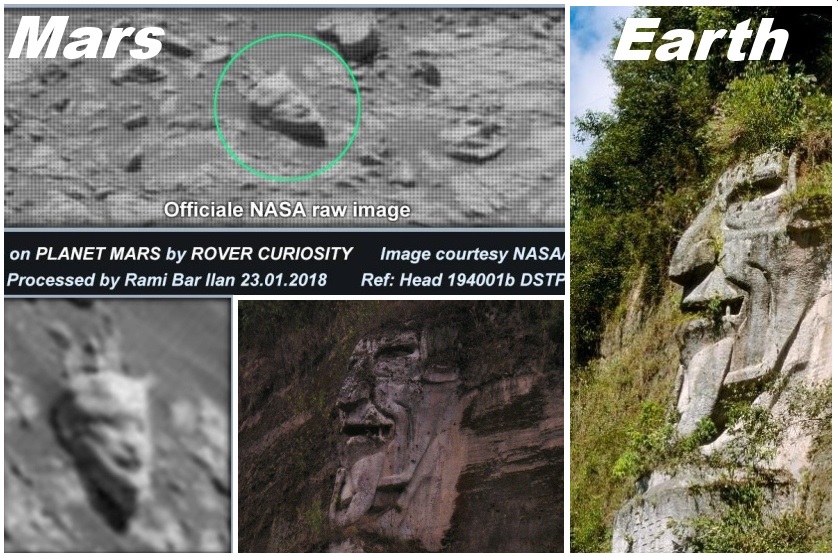 Mars
Earth
Officiale NASA raw image
on PLANET MARS by ROVER CURIOSITY Image courtesy NASA/
Processed by Rami Bar Ilan 23.01.2018 Ref: Head 194001b DSTP